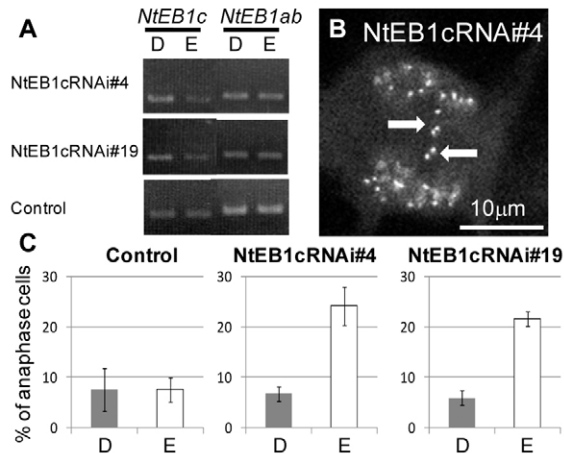 A
NtEB1c NtEB1ab
D E D E
NtEB1cRNAi#4
NtEB1cRNAi#19
Control
B
NtEB1cRNAi#4
10μm
C
Control
NtEB1cRNAi#4
NtEB1cRNAi#19
% of anaphase cells
30
20
10
0
D E
30
20
10
0
D E
30
20
10
0
D E